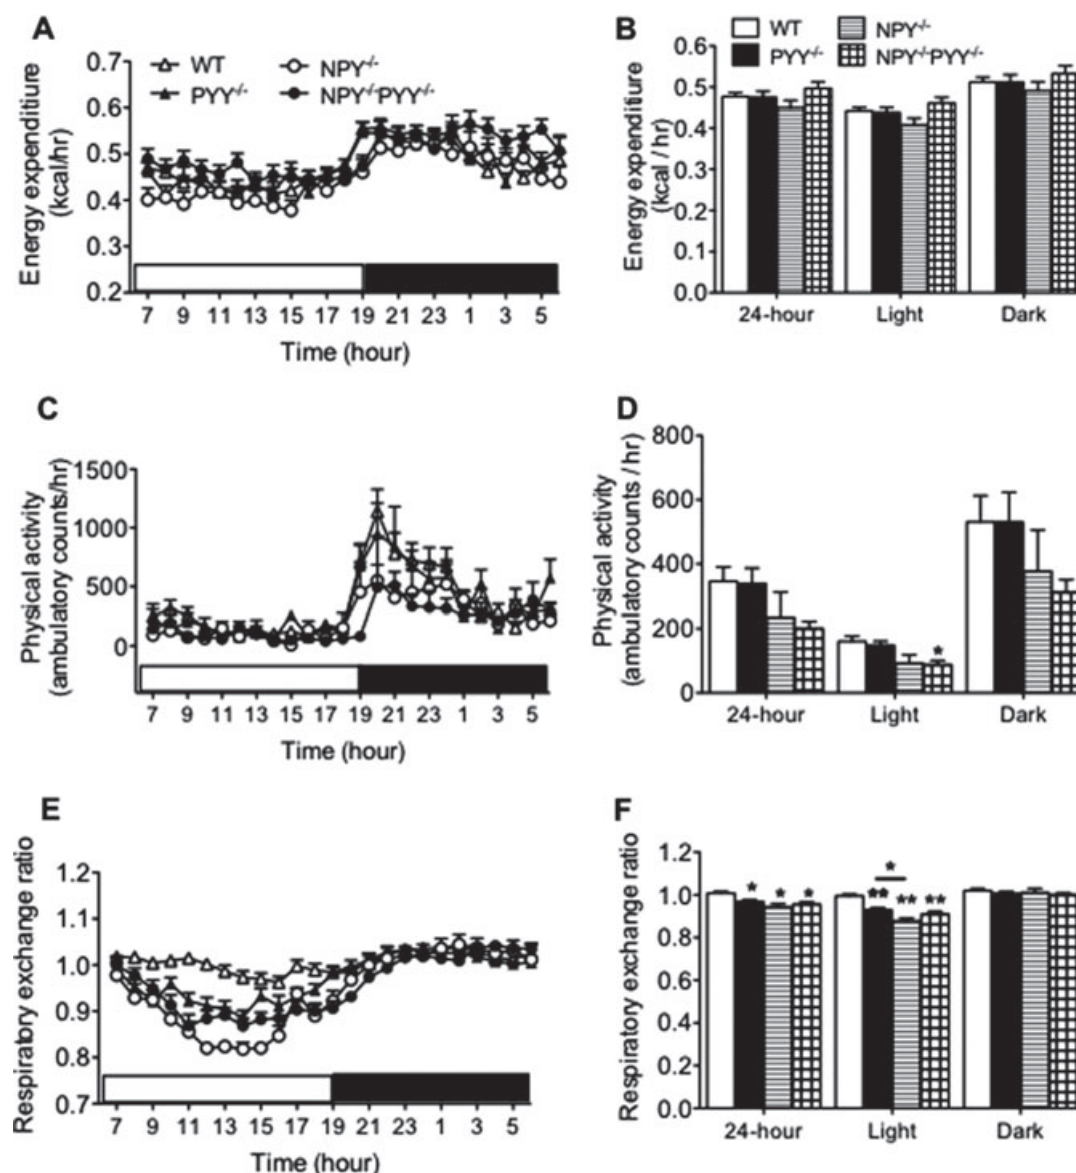 A
0.7
0.6
0.5
0.4
0.3
0.2
Energy expenditiure
(kcal/hr)
WT
NPY-/-
PYY-/-
NPY-/-PYY-/-
7 9 11 13 15 17 19 21 23 1 3 5
Time (hour)
B
WT
NPY-/-
PYY-/-
NPY-/-PYY-/-
0.6
0.5
0.4
0.3
0.2
0.1
0.0
Energy expenditure
(kcal / hr)
24-hour Light Dark
C
1500
1000
500
0
Physical activity
(ambulatory counts/hr)
7 9 11 13 15 17 19 21 23 1 3 5
Time (hour)
D
800
600
400
200
0
Physical activity
(ambulatory counts / hr)
*
24-hour Light Dark
E
1.2
1.1
1.0
0.9
0.8
0.7
Respiratory exchange ratio
7 9 11 13 15 17 19 21 23 1 3 5
Time (hour)
F
1.2
1.0
0.8
0.6
0.4
0.2
0.0
Respiratory exchange ratio
*
* * * ** ** **
24-hour Light Dark